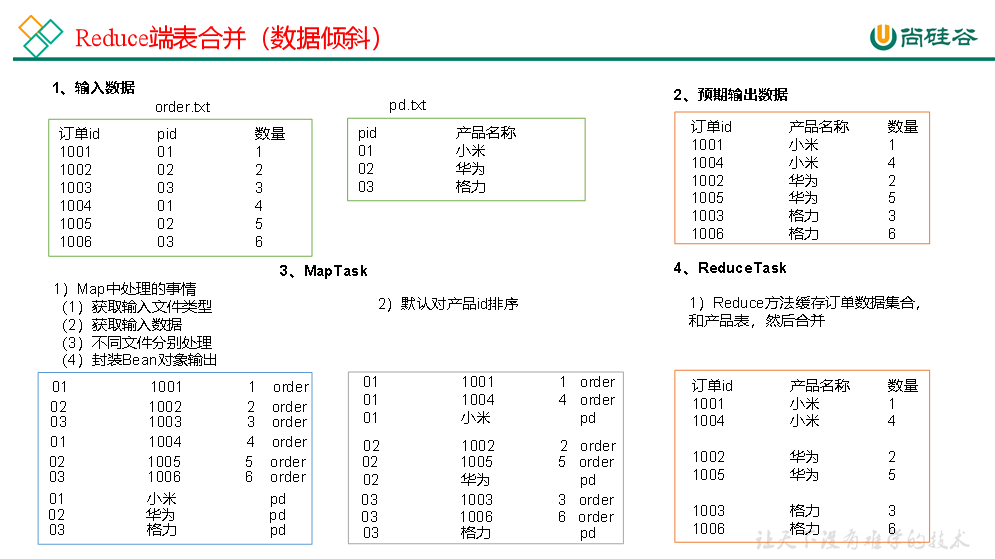 Reduce端表合并（数据倾斜）
尚硅谷
1、输入数据
order.txt
订单id pid 数量
1001 01 1
1002 02 2
1003 03 3
1004 01 4
1005 02 5
1006 03 6
pd.txt
pid 产品名称
01 小米
02 华为
03 格力
2、预期输出数据
订单id 产品名称 数量
1001 小米 1
1004 小米 4
1002 华为 2
1005 华为 5
1003 格力 3
1006 格力 6
3、MapTask
1）Map中处理的事情
（1）获取输入文件类型
（2）获取输入数据
（3）不同文件分别处理
（4）封装Bean对象输出
01 1001 1 order
02 1002 2 order
03 1003 3 order
01 1004 4 order
02 1005 5 order
03 1006 6 order
01 小米 pd
02 华为 pd
03 格力 pd
2）默认对产品id排序
01 1001 1 order
01 1004 4 order
01 小米 pd
02 1002 2 order
02 1005 5 order
02 华为 pd
03 1003 3 order
03 1006 6 order
03 格力 pd
4、ReduceTask
1）Reduce方法缓存订单数据集合，
和产品表，然后合并
订单id 产品名称 数量
1001 小米 1
1004 小米 4
1002 华为 2
1005 华为 5
1003 格力 3
1006 格力 6
让天下没有难学的技术